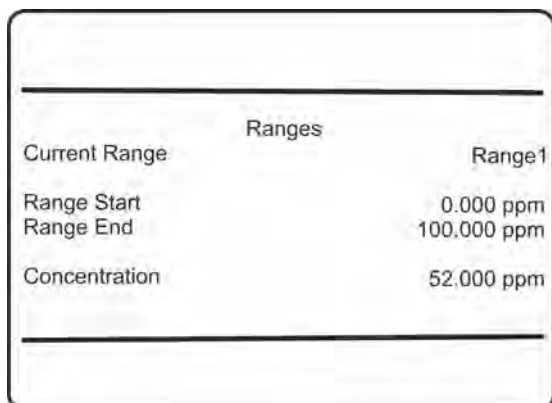 Ranges
Current Range Range1
Range Start 0.000 ppm
Range End 100.000 ppm
Concentration 52.000 ppm